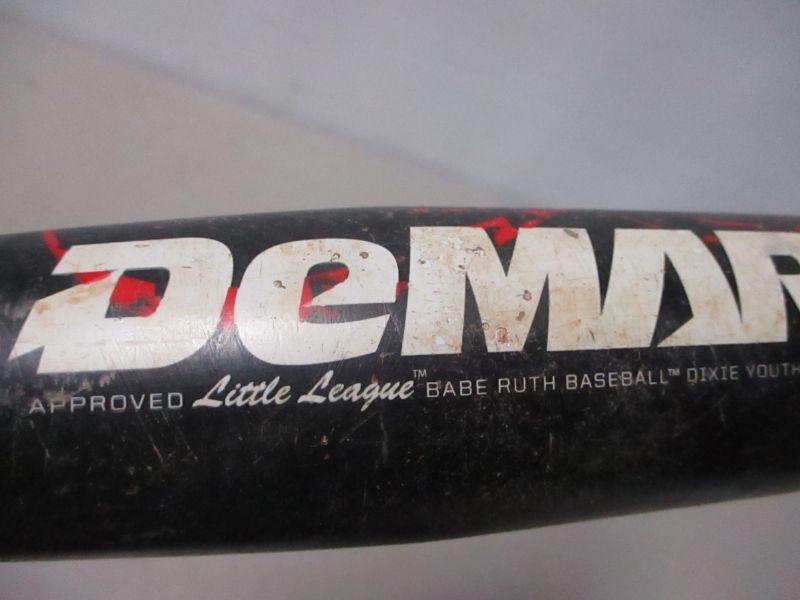 DeMAR
APPROVED Little League™ BABE RUTH BASEBALL™ DIXIE YOUTH